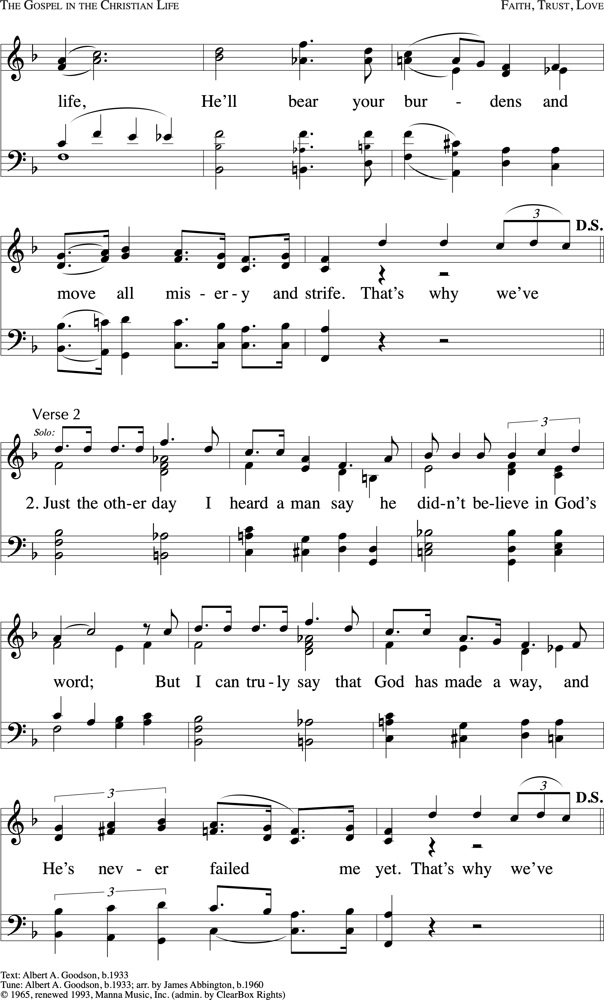 THE GOSPEL IN THE CHRISTIAN LIFE FAITH, TRUST, LOVE
life, He’ll bear your bur - dens and
3 D.S.
move all mis - er - y and strife. That’s why we’ve
Verse 2
Solo:
3
2. Just the oth-er day I heard a man say he did-n’t be-lieve in God’s
word; But I can tru - ly say that God has made a way, and
3 3 D.S.
He’s nev - er failed me yet. That’s why we’ve
3
Text: Albert A. Goodson, b.1933
Tune: Albert A. Goodson, b.1933; arr. by James Abbington, b.1960
© 1965, renewed 1993, Manna Music, Inc. (admin. by ClearBox Rights)